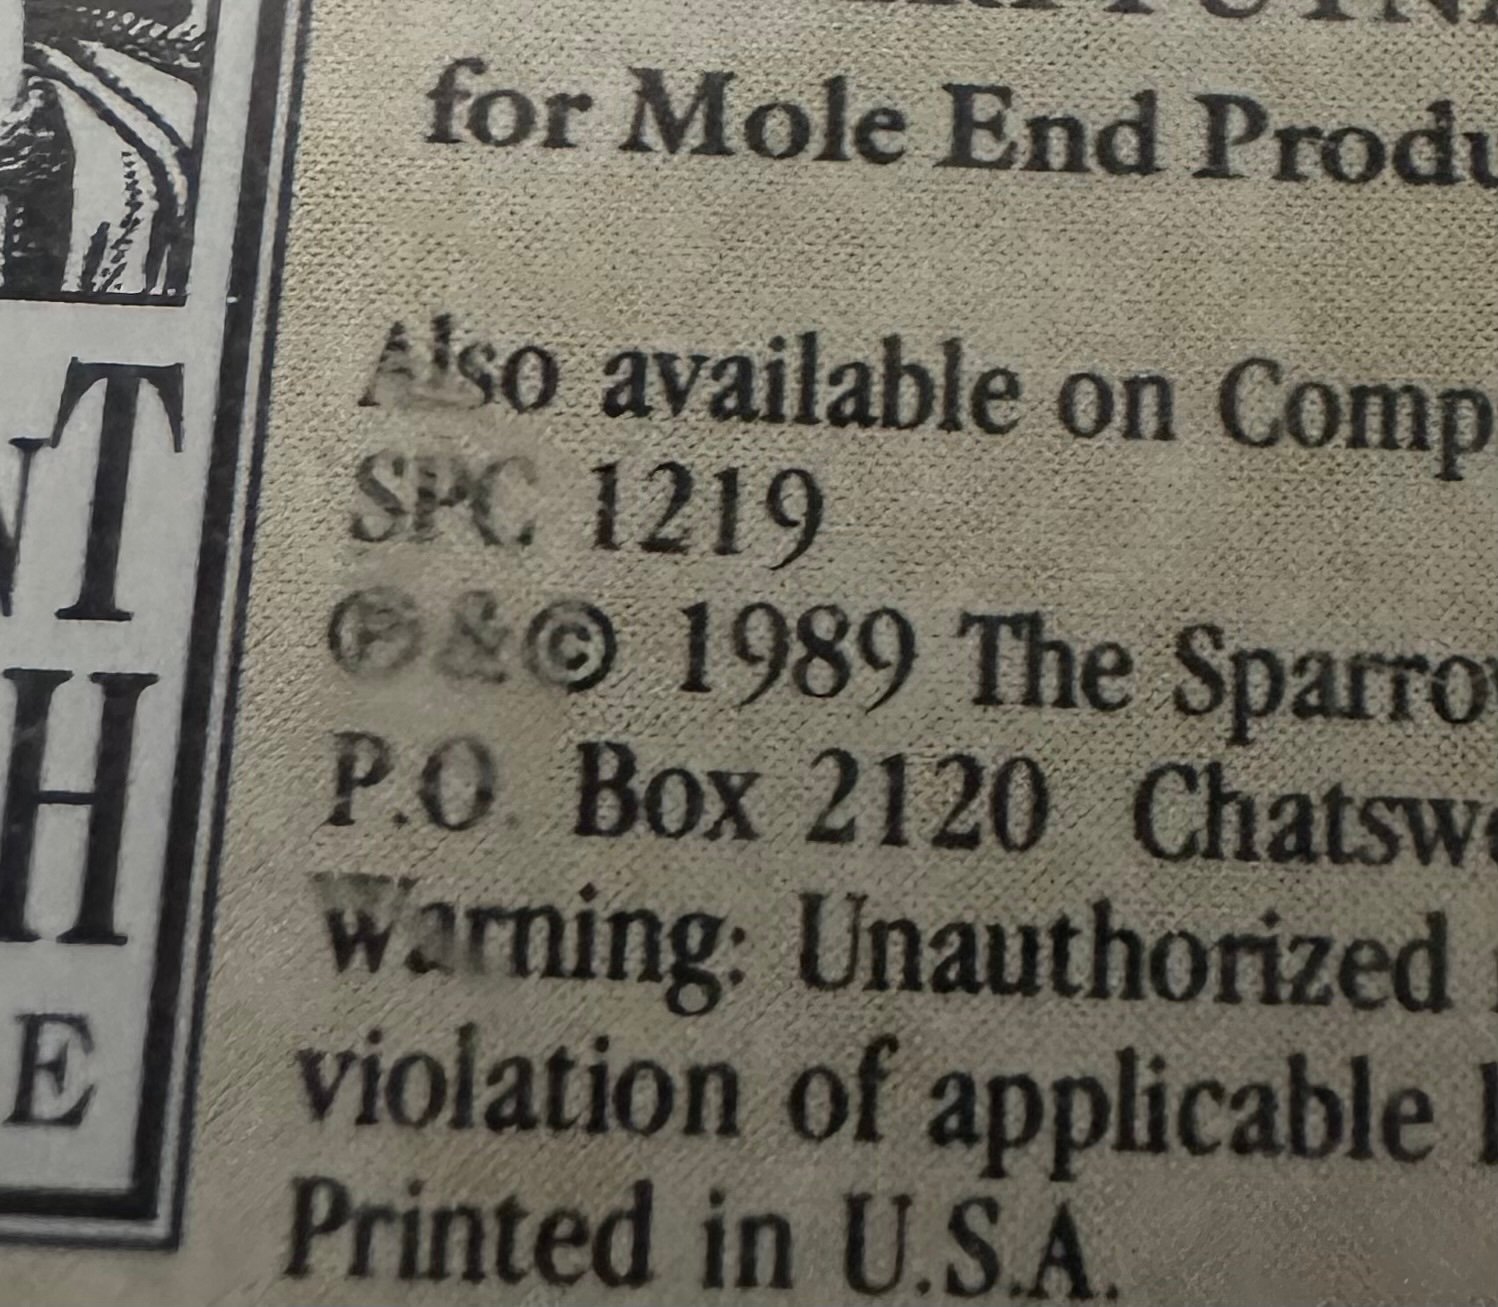 for Mole End Produ
Also available on Comp
SPC 1219
℗ & © 1989 The Sparro
P.O. Box 2120 Chatsw
Warning: Unauthorized
violation of applicable
Printed in U.S.A.
T
H
E